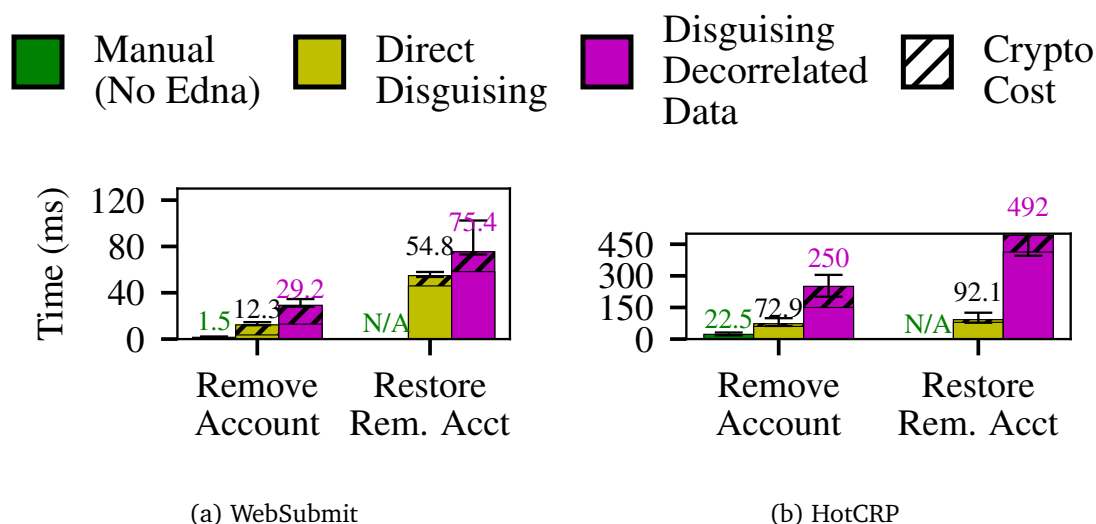 Manual
(No Edna)
Direct
Disguising
Disguising
Decorrelated
Data
Crypto
Cost
Time (ms)
120
80
40
0
1.5
12.3
29.2
N/A
54.8
75.4
Remove
Account
Restore
Rem. Acct
(a) WebSubmit
450
300
150
0
22.5
72.9
250
N/A
92.1
492
Remove
Account
Restore
Rem. Acct
(b) HotCRP